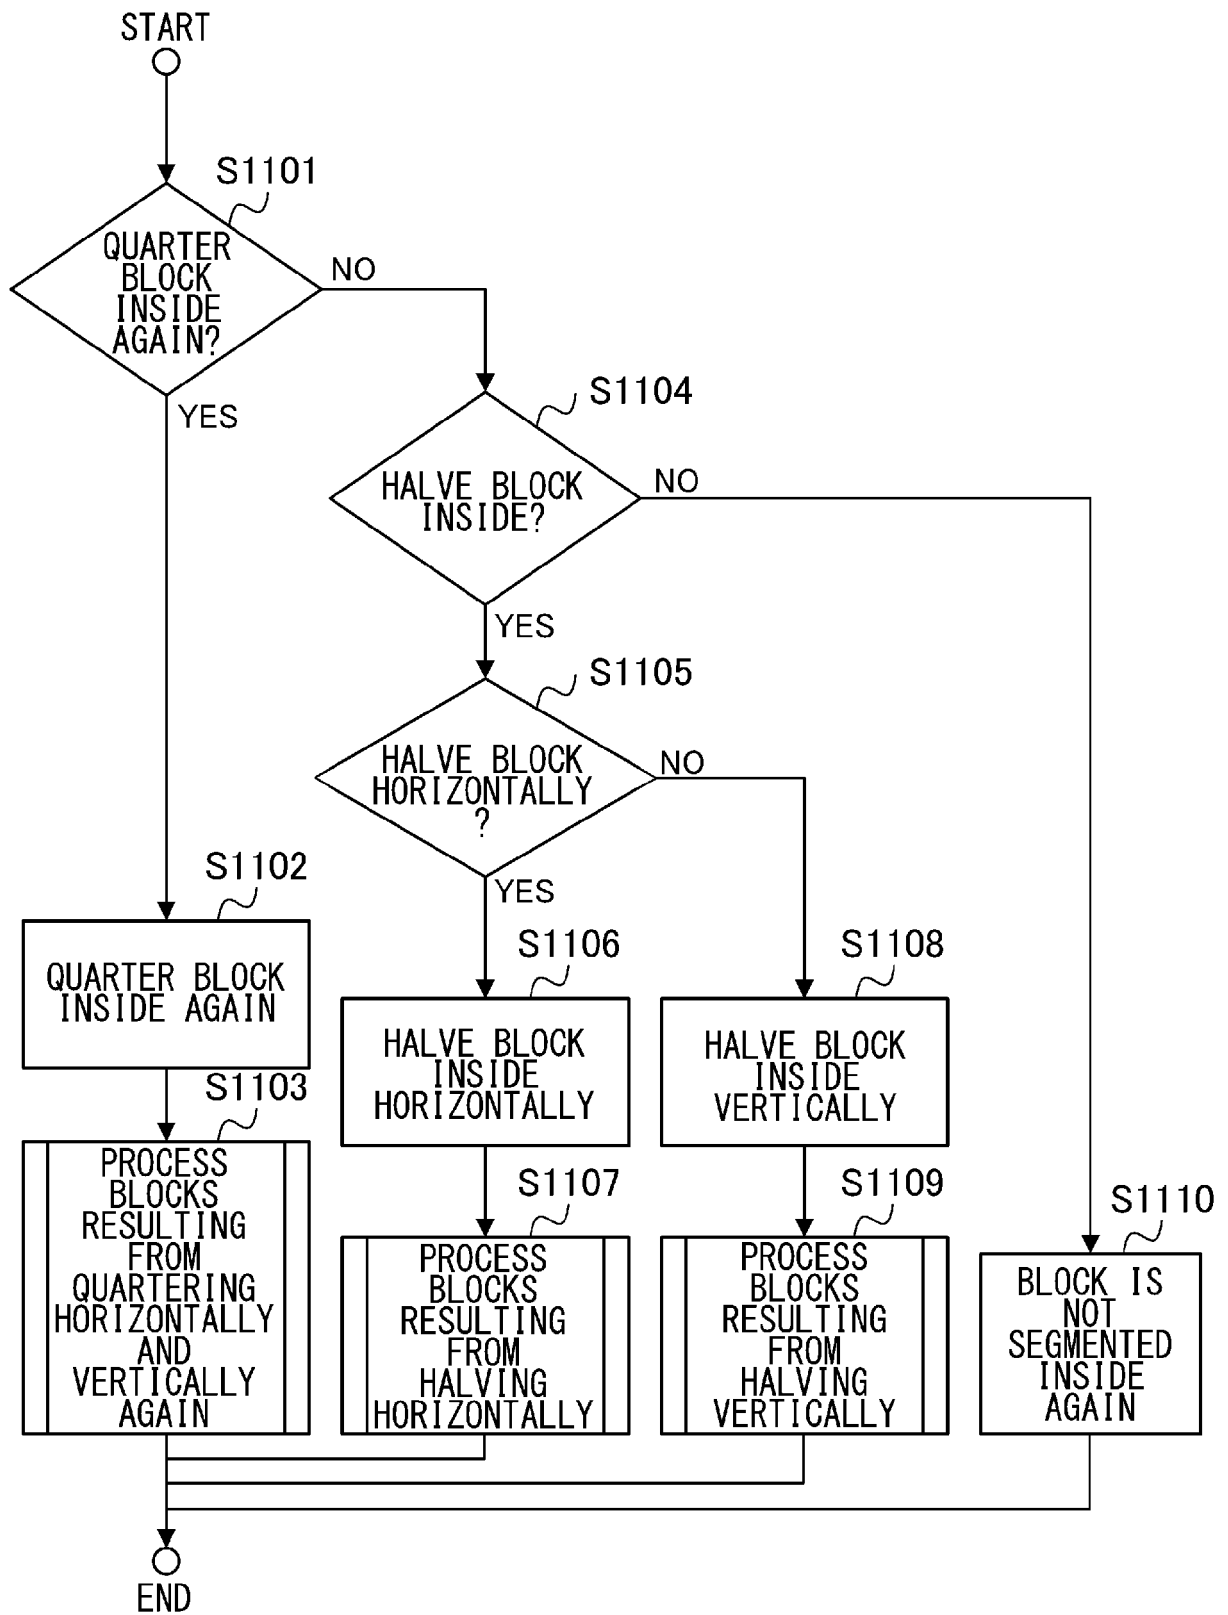 START
S1101
QUARTER
BLOCK
INSIDE
AGAIN?
NO
YES
S1104
HALVE BLOCK
INSIDE?
NO
YES
S1105
HALVE BLOCK
HORIZONTALLY
?
NO
YES
S1102
QUARTER BLOCK
INSIDE AGAIN
S1106
HALVE BLOCK
INSIDE
HORIZONTALLY
S1108
HALVE BLOCK
INSIDE
VERTICALLY
S1103
PROCESS
BLOCKS
RESULTING
FROM
QUARTERING
HORIZONTALLY
AND
VERTICALLY
AGAIN
S1107
PROCESS
BLOCKS
RESULTING
FROM
HALVING
HORIZONTALLY
S1109
PROCESS
BLOCKS
RESULTING
FROM
HALVING
VERTICALLY
S1110
BLOCK IS
NOT
SEGMENTED
INSIDE
AGAIN
END